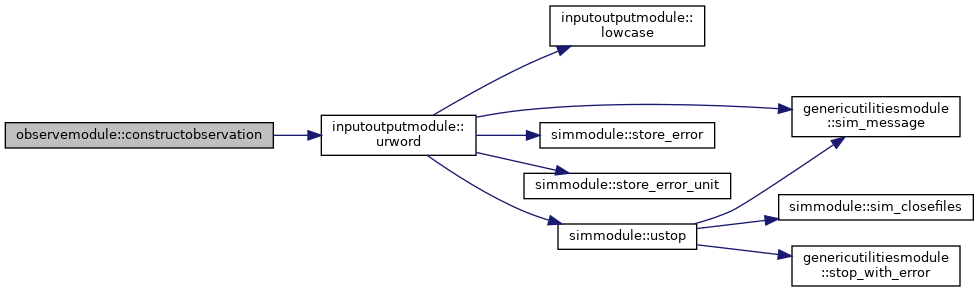 observemodule::constructobservation
inputoutputmodule::
urword
inputoutputmodule::
lowcase
simmodule::store_error
simmodule::store_error_unit
simmodule::ustop
genericutilitiesmodule
::sim_message
simmodule::sim_closefiles
genericutilitiesmodule
::stop_with_error